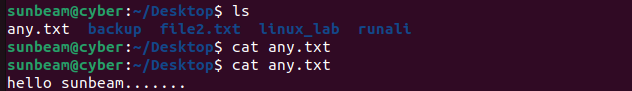 sunbeam@cyber:~/Desktop$ ls
any.txt  backup  file2.txt  linux_lab  runali
sunbeam@cyber:~/Desktop$ cat any.txt
sunbeam@cyber:~/Desktop$ cat any.txt
hello sunbeam.......